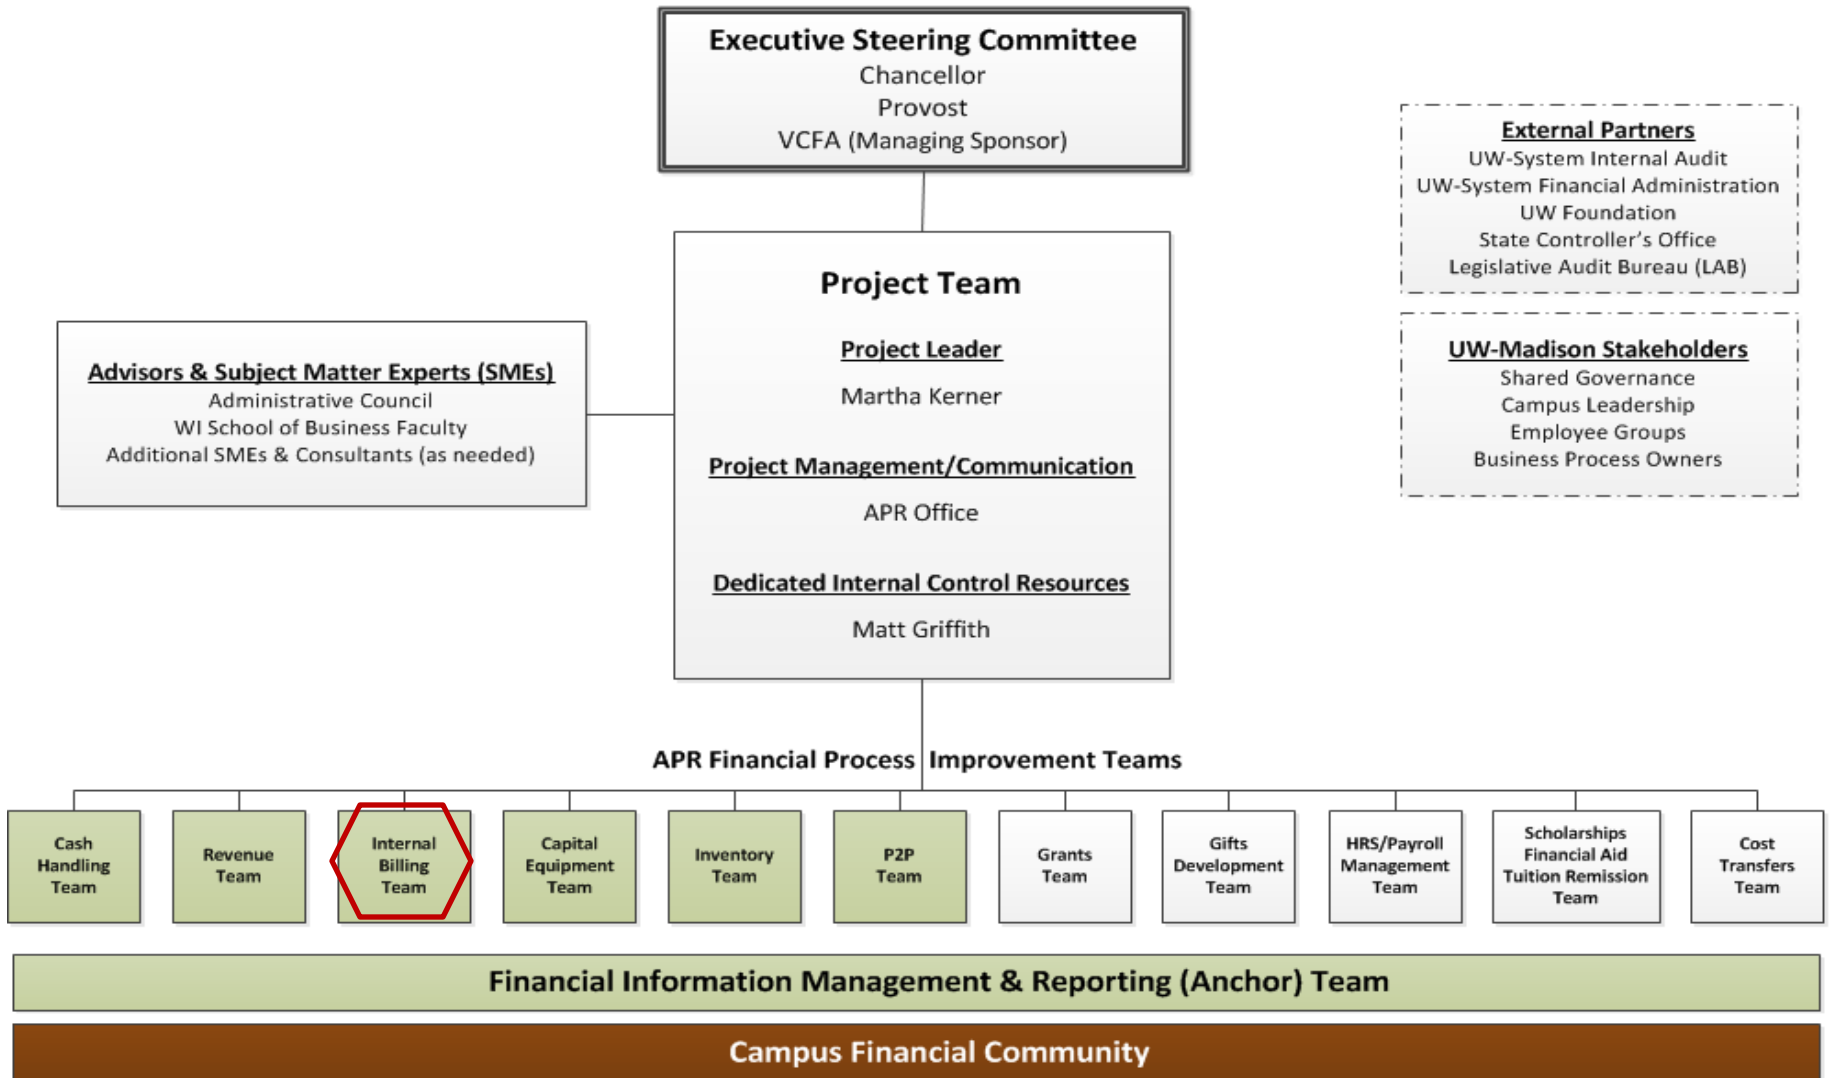 Executive Steering Committee
Chancellor
Provost
VCFA (Managing Sponsor)
External Partners
UW-System Internal Audit
UW-System Financial Administration
UW Foundation
State Controller's Office
Legislative Audit Bureau (LAB)
UW-Madison Stakeholders
Shared Governance
Campus Leadership
Employee Groups
Business Process Owners
Advisors & Subject Matter Experts (SMEs)
Administrative Council
WI School of Business Faculty
Additional SMEs & Consultants (as needed)
Project Team
Project Leader
Martha Kerner
Project Management/Communication
APR Office
Dedicated Internal Control Resources
Matt Griffith
APR Financial Process Improvement Teams
Cash
Handling
Team
Revenue
Team
Internal
Billing
Team
Capital
Equipment
Team
Inventory
Team
P2P
Team
Grants
Team
Gifts
Development
Team
HRS/Payroll
Management
Team
Scholarships
Financial Aid
Tuition Remission
Team
Cost
Transfers
Team
Financial Information Management & Reporting (Anchor) Team
Campus Financial Community